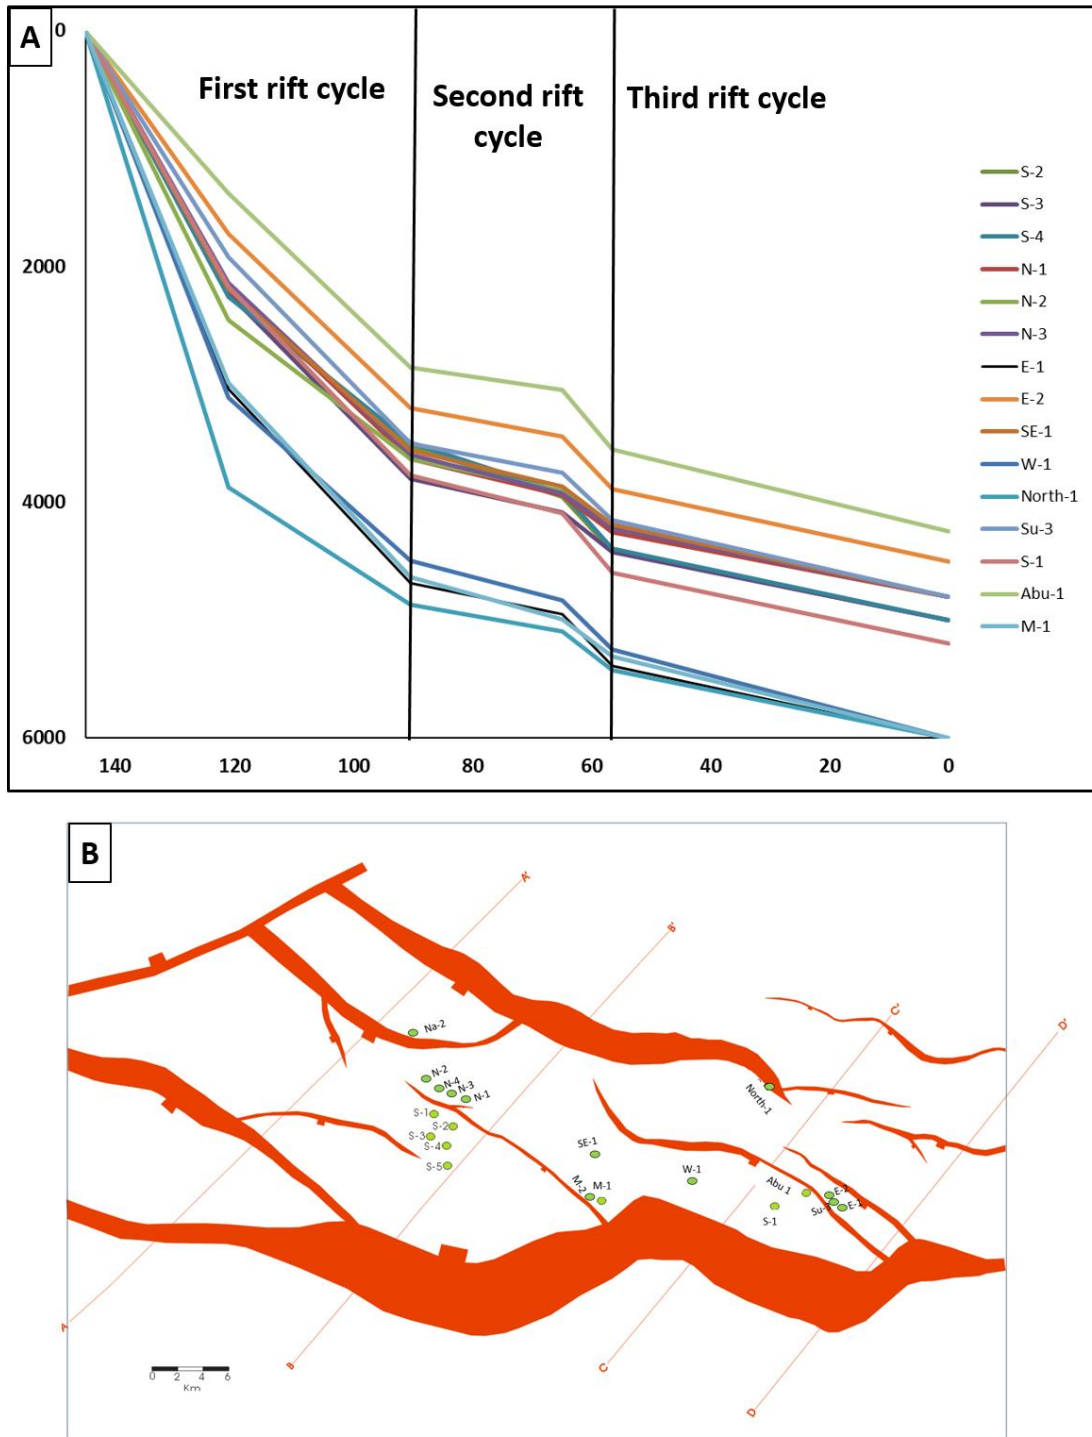 A
0
First rift cycle
Second rift
cycle
Third rift cycle
2000
4000
6000
140
120
100
80
60
40
20
0
S-2
S-3
S-4
N-1
N-2
N-3
E-1
E-2
SE-1
W-1
North-1
Su-3
S-1
Abu-1
M-1
B
A'
B'
C'
D'
Na-2
N-2
N-4
N-3
N-1
S-1
S-2
S-3
S-4
S-5
North-1
SE-1
M-2
M-1
W-1
Abu 1
S-1
E-2
Su-3
E-1
A
B
C
D
0 2 4 6
Km